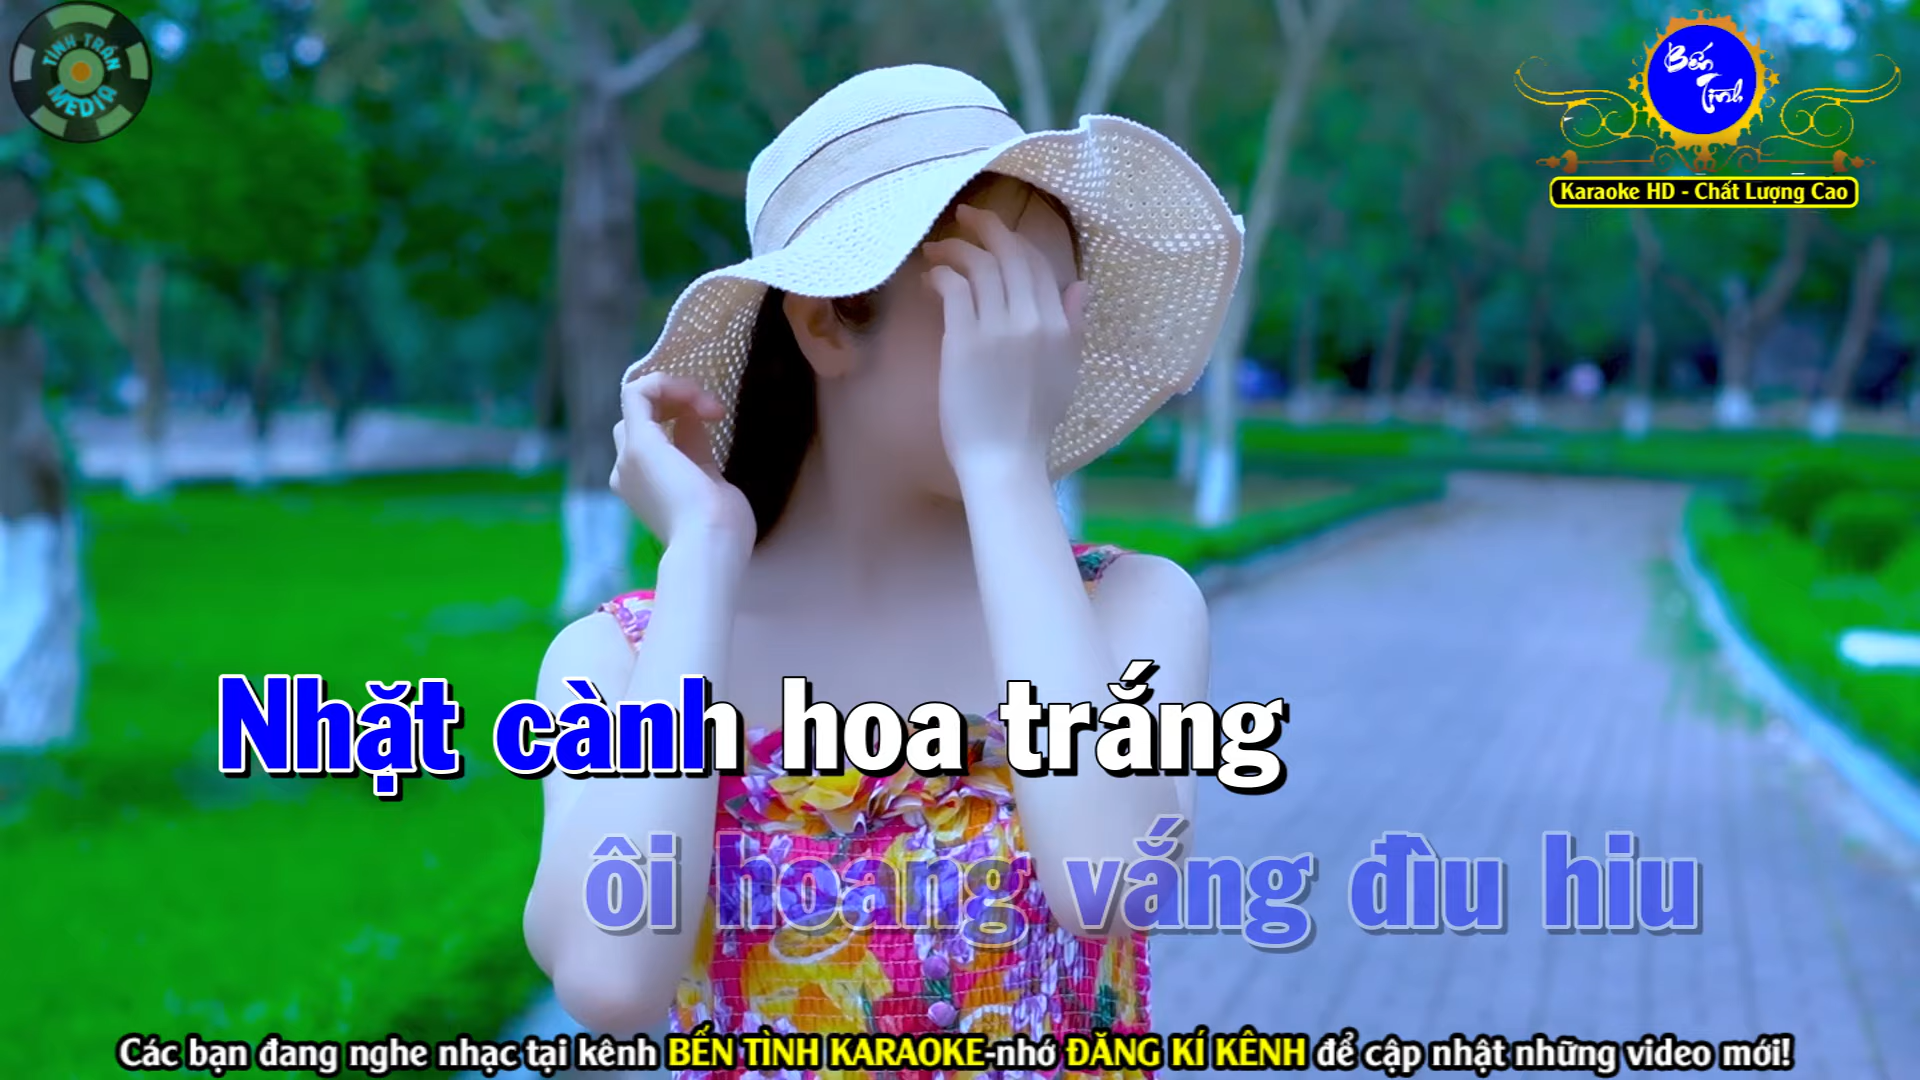 TÌNH TRẦN
MEDIA
Bến
Tình
Karaoke HD - Chất Lượng Cao
Nhặt cành hoa trắng
ôi hoang vắng đìu hiu
Các bạn đang nghe nhạc tại kênh BẾN TÌNH KARAOKE-nhớ ĐĂNG KÍ KÊNH để cập nhật những video mới!